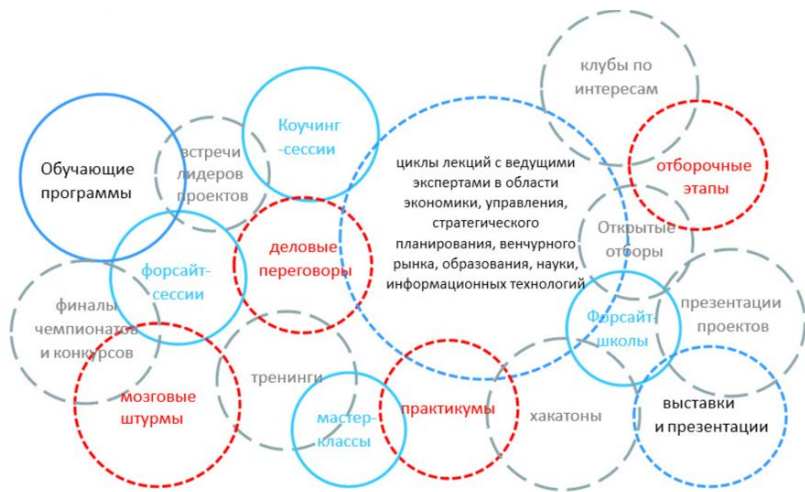 клубы по
интересам
Коучинг
-сессии
встречи
лидеров
проектов
Обучающие
программы
циклы лекций с ведущими
экспертами в области
экономики, управления,
стратегического
планирования, венчурного
рынка, образования, науки,
информационных технологий
отборочные
этапы
Открытые
отборы
деловые
переговоры
форсайт-
сессии
финалы
чемпионатов
и конкурсов
Форсайт-
школы
презентации
проектов
тренинги
мозговые
штурмы
мастер-
классы
практикумы
хакатоны
выставки
и презентации